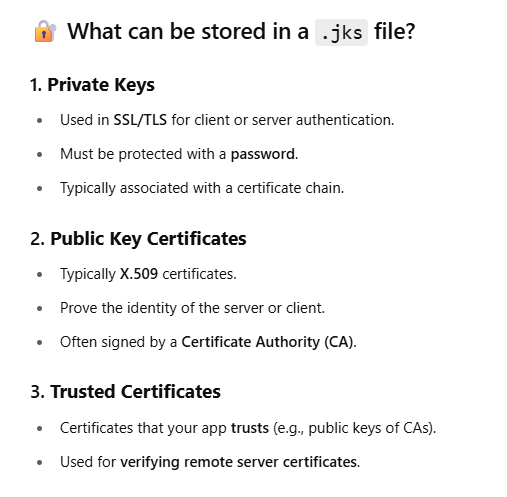 🔐 What can be stored in a .jks file?
1. Private Keys
• Used in SSL/TLS for client or server authentication.
• Must be protected with a password.
• Typically associated with a certificate chain.
2. Public Key Certificates
• Typically X.509 certificates.
• Prove the identity of the server or client.
• Often signed by a Certificate Authority (CA).
3. Trusted Certificates
• Certificates that your app trusts (e.g., public keys of CAs).
• Used for verifying remote server certificates.